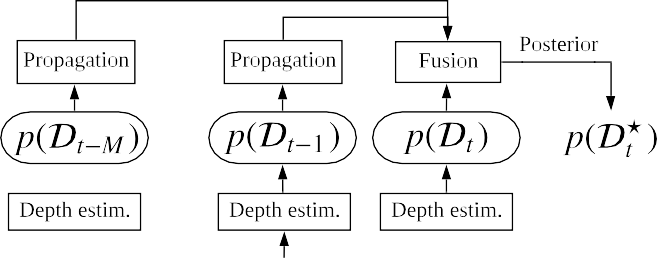 Posterior
Propagation
Propagation
Fusion
p(𝒟ₜ₋ₘ)
p(𝒟ₜ₋₁)
p(𝒟ₜ)
p(𝒟ₜ★)
Depth estim.
Depth estim.
Depth estim.